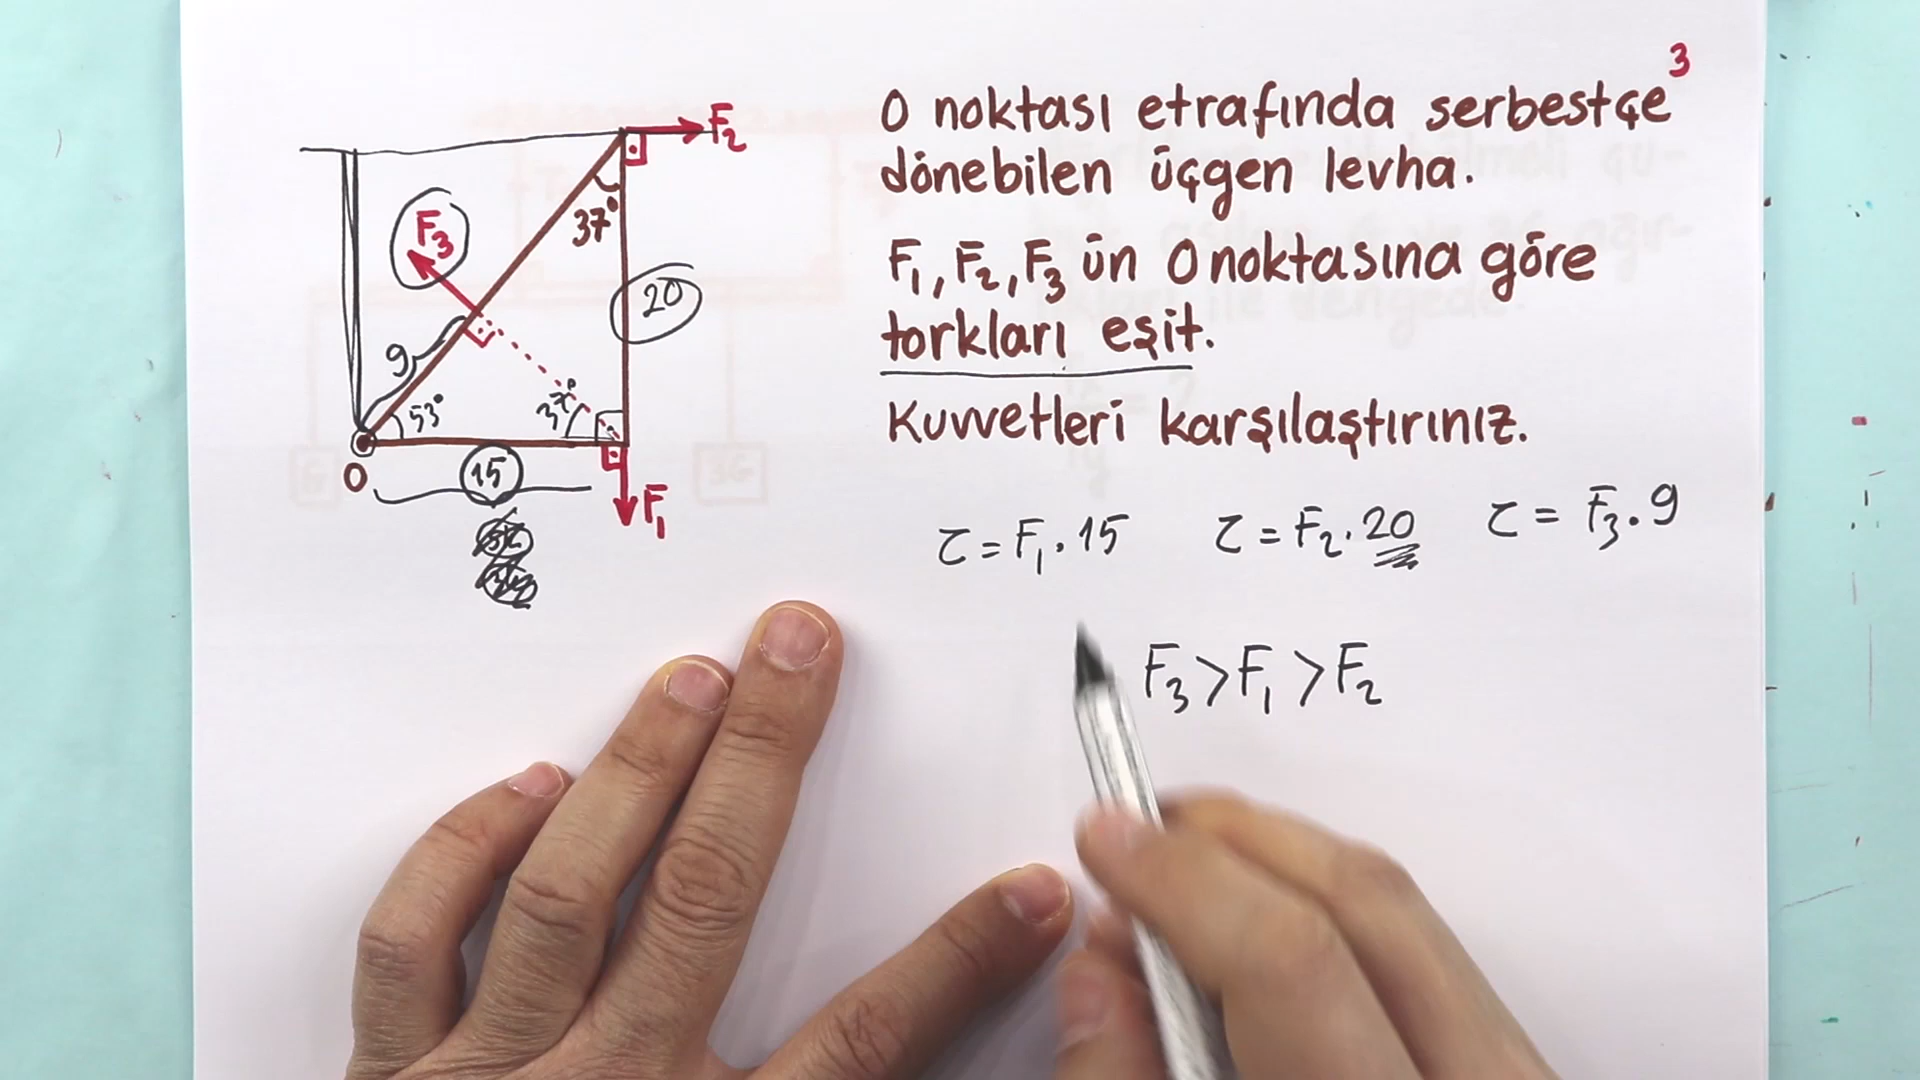 3
O noktası etrafında serbestçe
dönebilen üçgen levha.
F1, F2, F3 ün O noktasına göre
torkları eşit.
Kuvvetleri karşılaştırınız.
F2
37°
F3
20
9
53°
37°
O
15
F1
τ = F1 . 15
τ = F2 . 20
τ = F3 . 9
F3 > F1 > F2